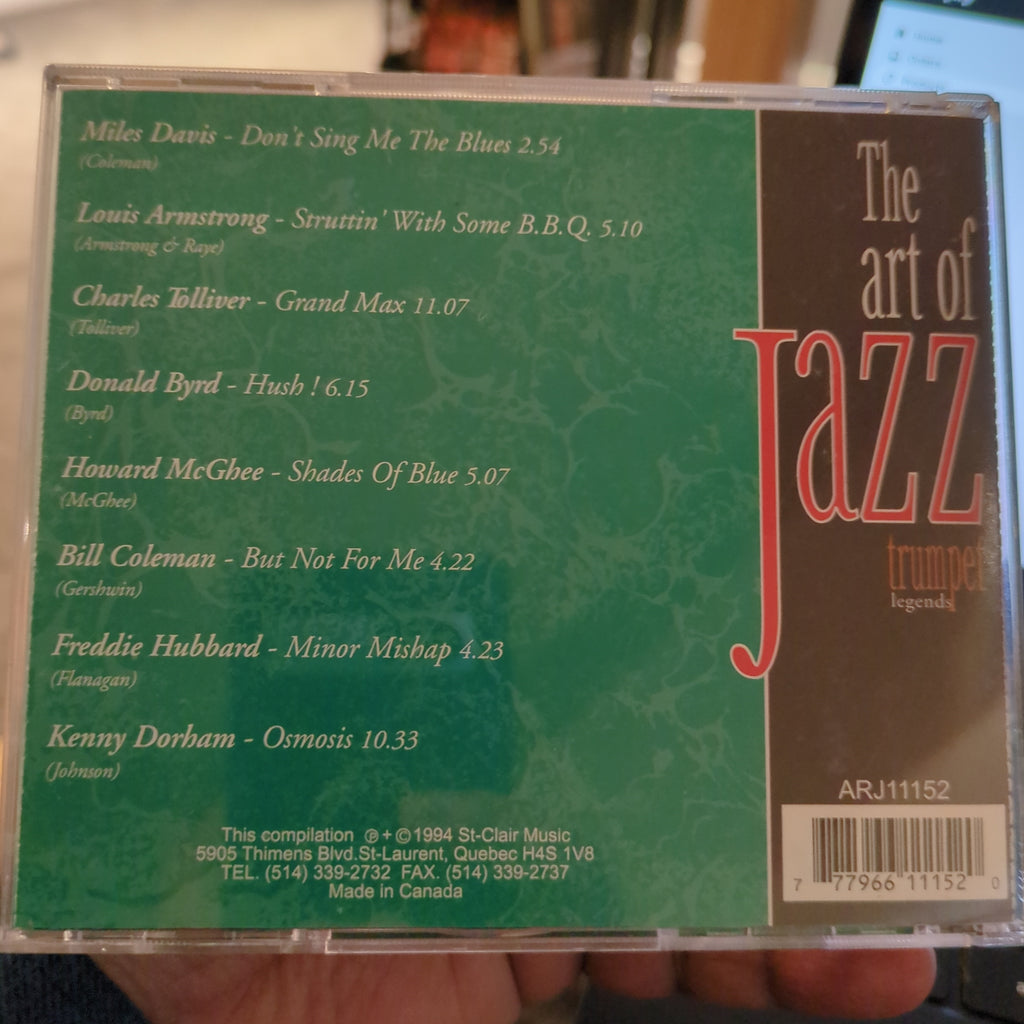 Miles Davis - Don't Sing Me The Blues 2.54
(Coleman)
Louis Armstrong - Struttin' With Some B.B.Q. 5.10
(Armstrong & Raye)
Charles Tolliver - Grand Max 11.07
(Tolliver)
Donald Byrd - Hush ! 6.15
(Byrd)
Howard McGhee - Shades Of Blue 5.07
(McGhee)
Bill Coleman - But Not For Me 4.22
(Gershwin)
Freddie Hubbard - Minor Mishap 4.23
(Flanagan)
Kenny Dorham - Osmosis 10.33
(Johnson)
This compilation ℗ + © 1994 St-Clair Music
5905 Thimens Blvd.St-Laurent, Quebec H4S 1V8
TEL. (514) 339-2732 FAX. (514) 339-2737
Made in Canada
The
art of
Jazz
trumpet
legends
ARJ11152
7 77966 11152 0